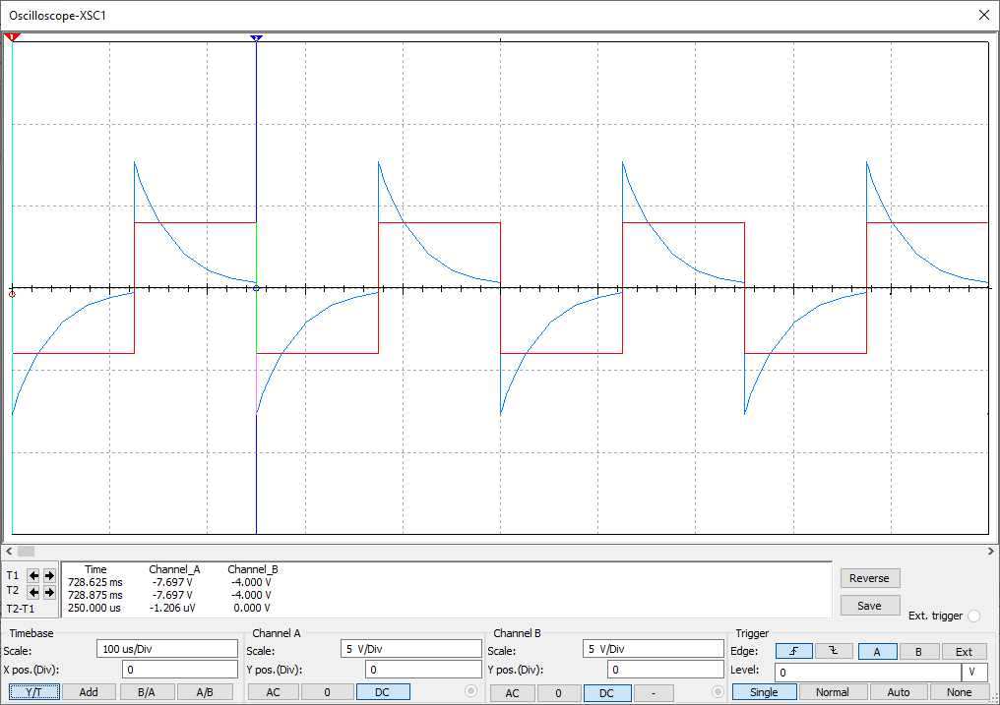 Oscilloscope-XSC1
1
2
T1
T2
T2-T1
Time Channel_A Channel_B
728.625 ms -7.697 V -4.000 V
728.875 ms -7.697 V -4.000 V
250.000 us -1.206 uV 0.000 V
Reverse
Save
Ext. trigger
Timebase
Scale: 100 us/Div
X pos.(Div): 0
Y/T Add B/A A/B
Channel A
Scale: 5 V/Div
Y pos.(Div): 0
AC 0 DC
Channel B
Scale: 5 V/Div
Y pos.(Div): 0
AC 0 DC -
Trigger
Edge: A B Ext
Level: 0 V
Single Normal Auto None